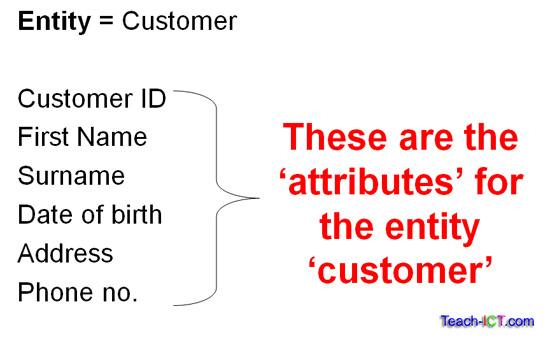 Entity = Customer
Customer ID
First Name
Surname
Date of birth
Address
Phone no.
These are the
‘attributes’ for
the entity
‘customer’
Teach-ICT.com